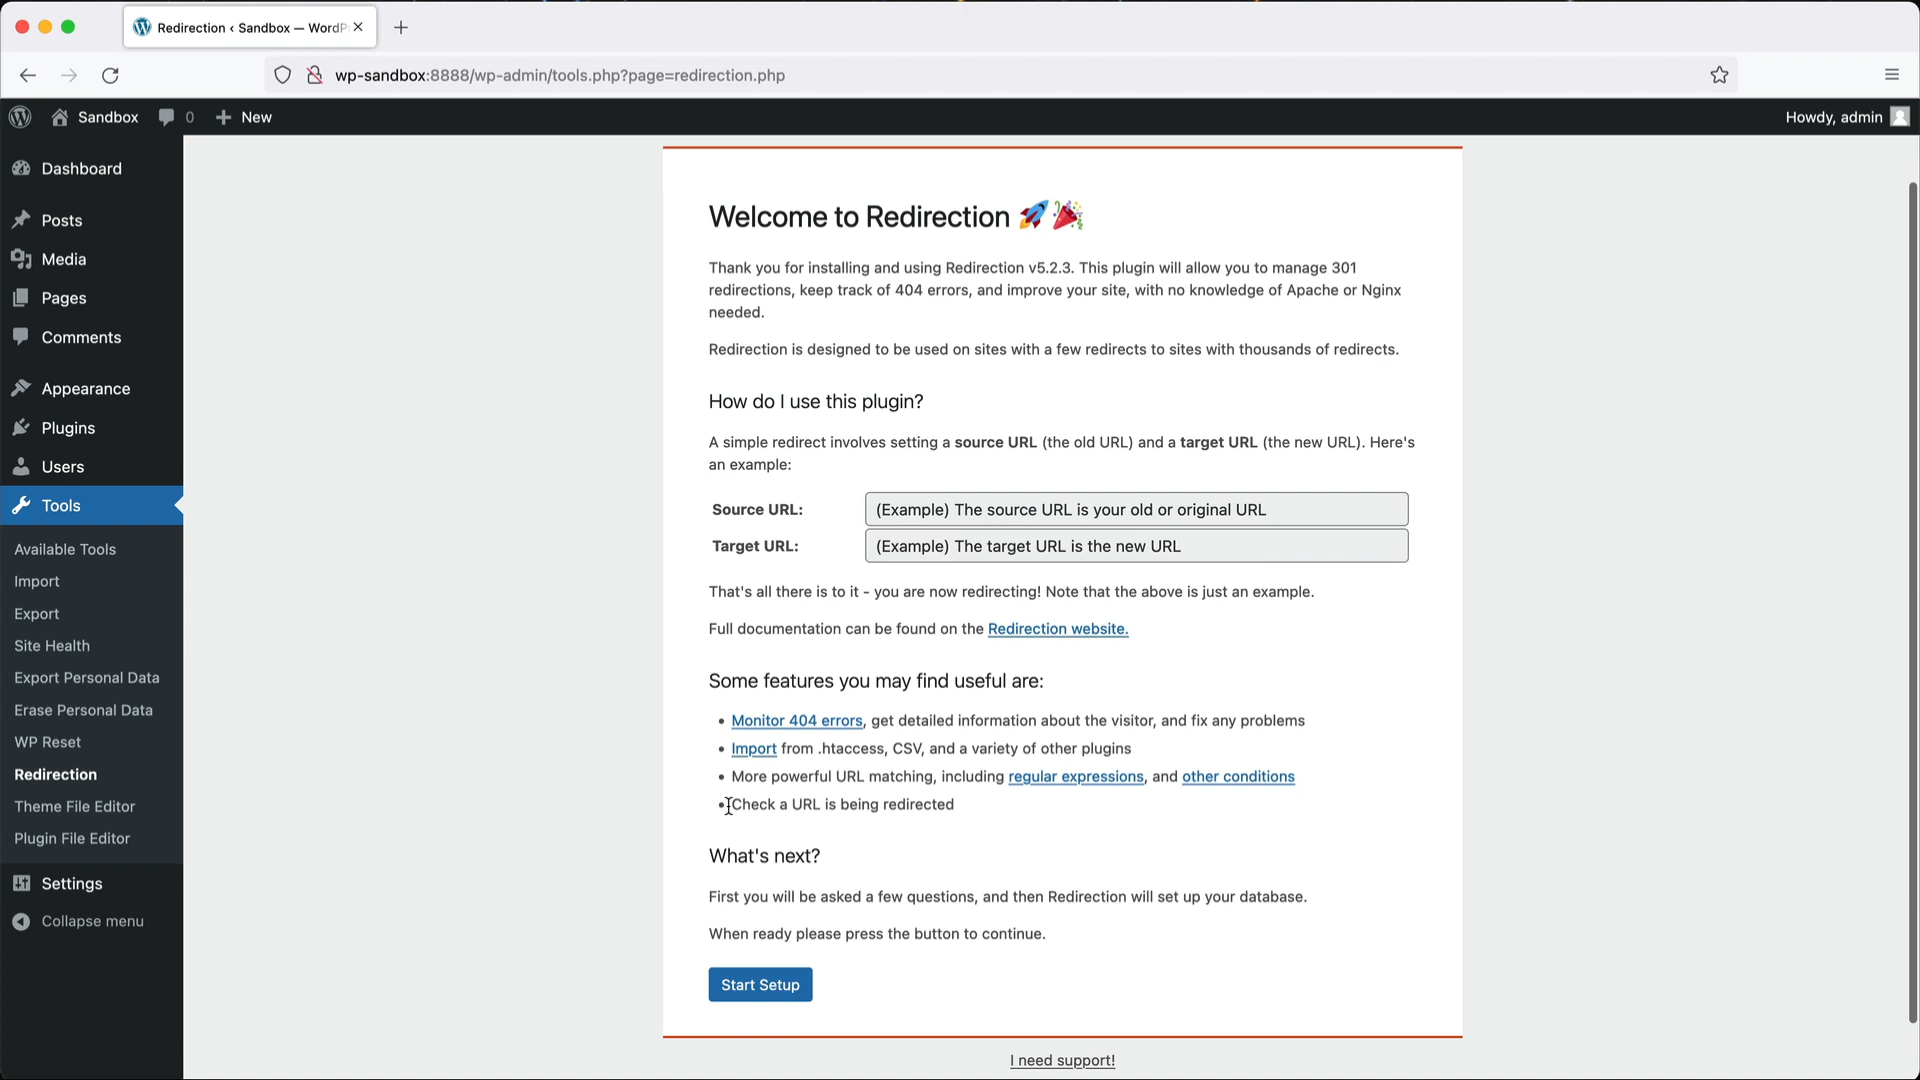 Redirection ‹ Sandbox — WordP
wp-sandbox:8888/wp-admin/tools.php?page=redirection.php
Sandbox
0
New
Howdy, admin
Dashboard
Posts
Media
Pages
Comments
Appearance
Plugins
Users
Tools
Available Tools
Import
Export
Site Health
Export Personal Data
Erase Personal Data
WP Reset
Redirection
Theme File Editor
Plugin File Editor
Settings
Collapse menu
Welcome to Redirection 🚀🎉
Thank you for installing and using Redirection v5.2.3. This plugin will allow you to manage 301
redirections, keep track of 404 errors, and improve your site, with no knowledge of Apache or Nginx
needed.
Redirection is designed to be used on sites with a few redirects to sites with thousands of redirects.
How do I use this plugin?
A simple redirect involves setting a source URL (the old URL) and a target URL (the new URL). Here's
an example:
Source URL: (Example) The source URL is your old or original URL
Target URL: (Example) The target URL is the new URL
That's all there is to it - you are now redirecting! Note that the above is just an example.
Full documentation can be found on the Redirection website.
Some features you may find useful are:
• Monitor 404 errors, get detailed information about the visitor, and fix any problems
• Import from .htaccess, CSV, and a variety of other plugins
• More powerful URL matching, including regular expressions, and other conditions
• Check a URL is being redirected
What's next?
First you will be asked a few questions, and then Redirection will set up your database.
When ready please press the button to continue.
Start Setup
I need support!